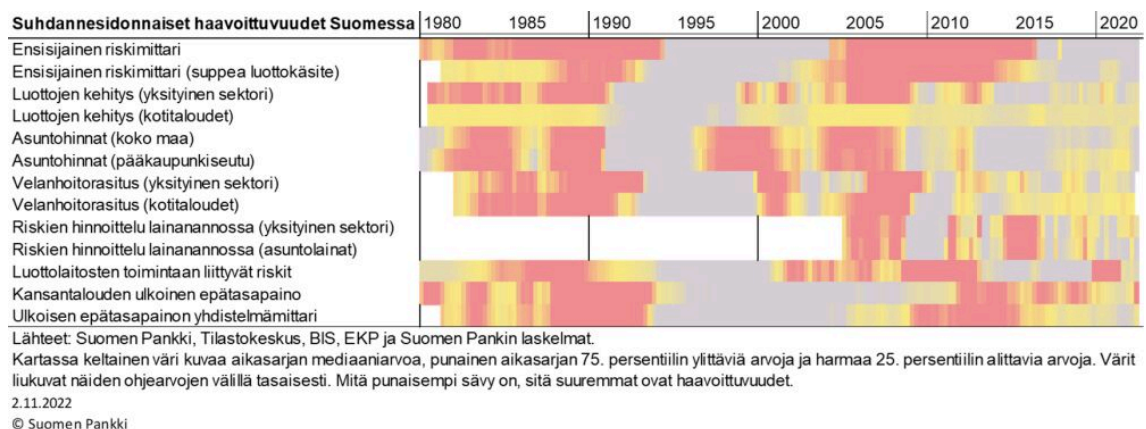 Suhdannesidonnaiset haavoittuvuudet Suomessa 1980 1985 1990 1995 2000 2005 2010 2015 2020
Ensisijainen riskimittari
Ensisijainen riskimittari (suppea luottokäsite)
Luottojen kehitys (yksityinen sektori)
Luottojen kehitys (kotitaloudet)
Asuntohinnat (koko maa)
Asuntohinnat (pääkaupunkiseutu)
Velanhoitorasitus (yksityinen sektori)
Velanhoitorasitus (kotitaloudet)
Riskien hinnoittelu lainanannossa (yksityinen sektori)
Riskien hinnoittelu lainanannossa (asuntolainat)
Luottolaitosten toimintaan liittyvät riskit
Kansantalouden ulkoinen epätasapaino
Ulkoisen epätasapainon yhdistelmämittari
Lähteet: Suomen Pankki, Tilastokeskus, BIS, EKP ja Suomen Pankin laskelmat.
Kartassa keltainen väri kuvaa aikasarjan mediaaniarvoa, punainen aikasarjan 75. persentiilin ylittäviä arvoja ja harmaa 25. persentiilin alittavia arvoja. Värit
liukuvat näiden ohjearvojen välillä tasaisesti. Mitä punaisempi sävy on, sitä suuremmat ovat haavoittuvuudet.
2.11.2022
© Suomen Pankki